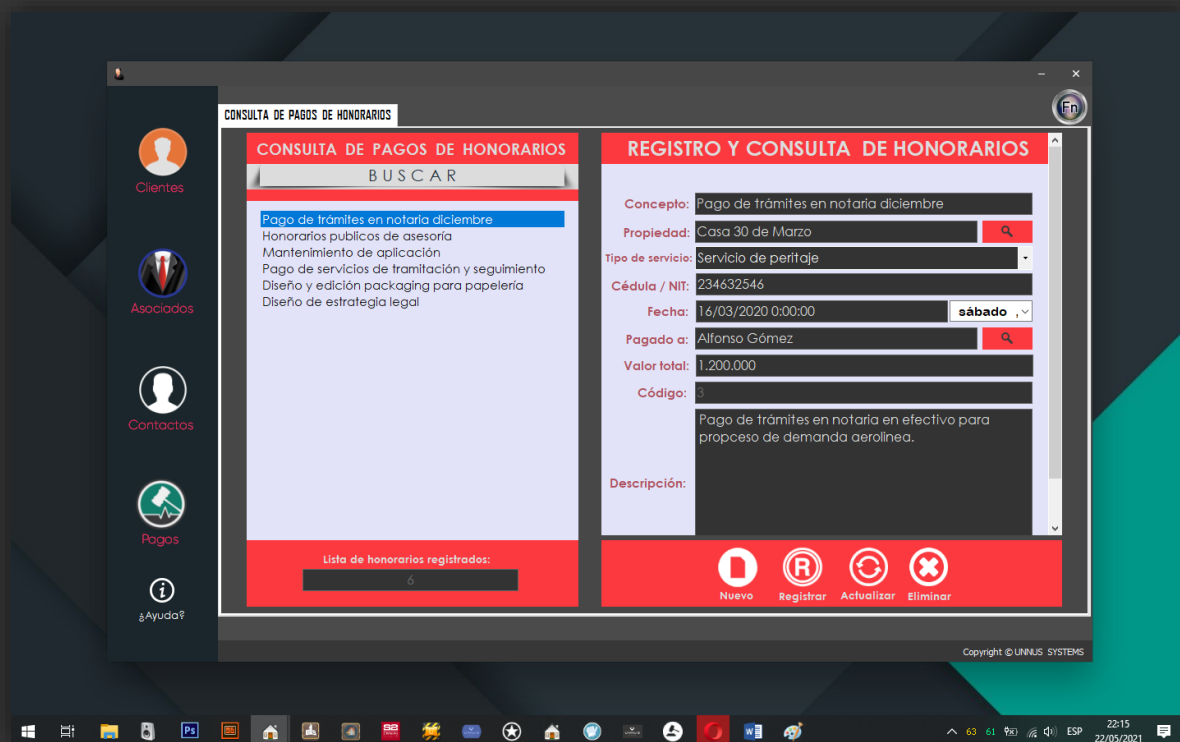 Fn
CONSULTA DE PAGOS DE HONORARIOS
Clientes
Asociados
Contactos
Pagos
¿Ayuda?
CONSULTA DE PAGOS DE HONORARIOS
BUSCAR
Pago de trámites en notaria diciembre
Honorarios publicos de asesoría
Mantenimiento de aplicación
Pago de servicios de tramitación y seguimiento
Diseño y edición packaging para papelería
Diseño de estrategia legal
Lista de honorarios registrados:
6
REGISTRO Y CONSULTA DE HONORARIOS
Concepto: Pago de trámites en notaria diciembre
Propiedad: Casa 30 de Marzo
Tipo de servicio: Servicio de peritaje
Cédula / NIT: 234632546
Fecha: 16/03/2020 0:00:00 sábado ,
Pagado a: Alfonso Gómez
Valor total: 1.200.000
Código: 3
Descripción: Pago de trámites en notaria en efectivo para
propceso de demanda aerolinea.
Nuevo
R
Registrar
Actualizar
Eliminar
Copyright © UNNUS SYSTEMS
Ps
63 61 ESP 22:15
22/05/2021